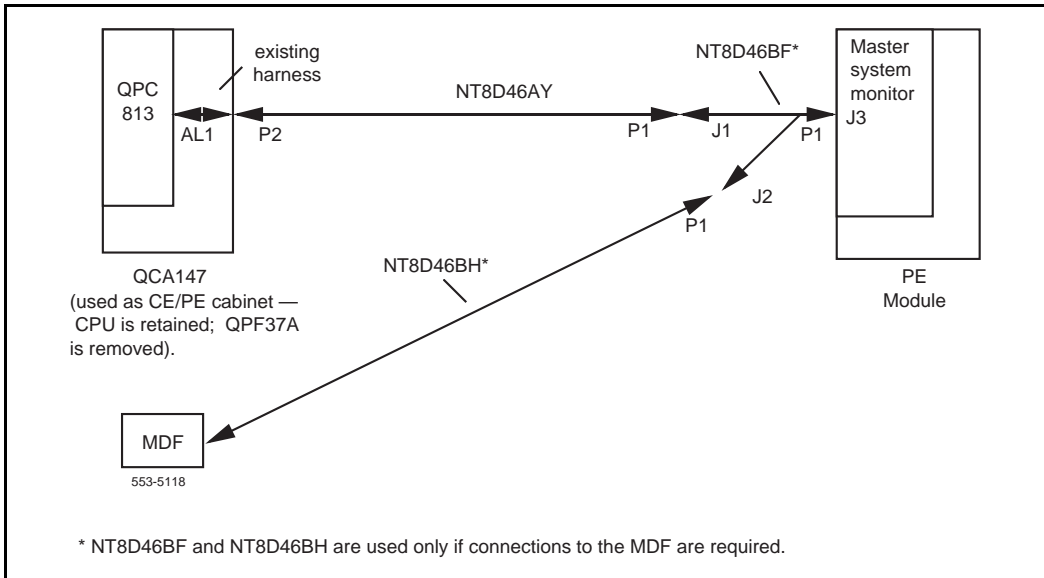 existing
harness
QPC
813
AL1
P2
NT8D46AY
P1
J1
NT8D46BF*
P1
Master
system
monitor
J3
J2
P1
NT8D46BH*
QCA147
(used as CE/PE cabinet —
CPU is retained; QPF37A
is removed).
PE
Module
MDF
553-5118
* NT8D46BF and NT8D46BH are used only if connections to the MDF are required.